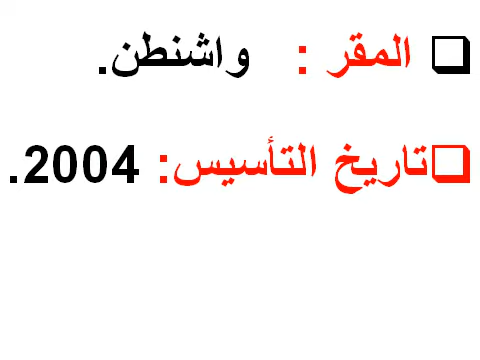 ❑ المقر : واشنطن.
❑تاريخ التأسيس: 2004.